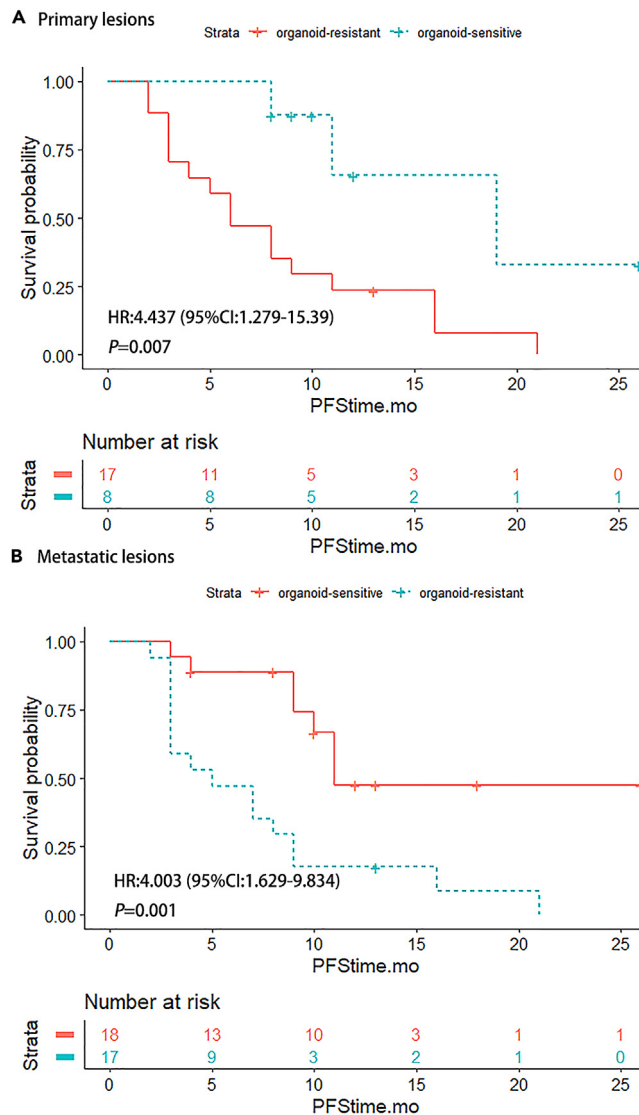 A Primary lesions
Strata organoid-resistant organoid-sensitive
1.00
0.75
0.50
0.25
0.00
Survival probability
HR:4.437 (95%CI:1.279-15.39)
P=0.007
0 5 10 15 20 25
PFStime.mo
Number at risk
Strata
17 11 5 3 1 0
8 8 5 2 1 1
0 5 10 15 20 25
PFStime.mo
B Metastatic lesions
Strata organoid-sensitive organoid-resistant
1.00
0.75
0.50
0.25
0.00
Survival probability
HR:4.003 (95%CI:1.629-9.834)
P=0.001
0 5 10 15 20 25
PFStime.mo
Number at risk
Strata
18 13 10 3 1 1
17 9 3 2 1 0
0 5 10 15 20 25
PFStime.mo